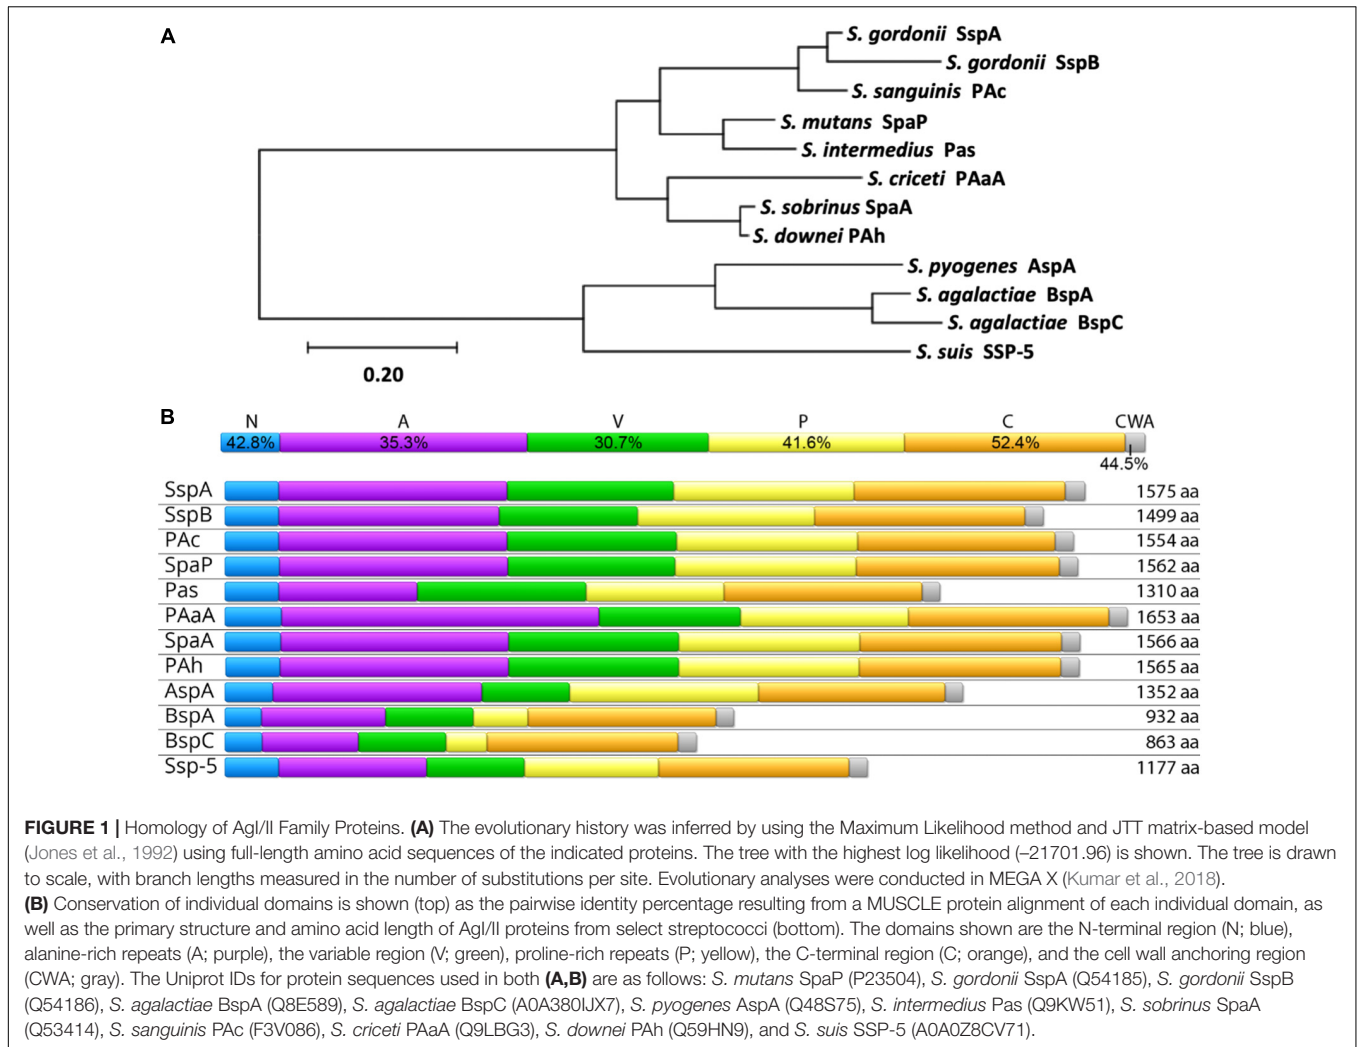 A
S. gordonii SspA
S. gordonii SspB
S. sanguinis PAc
S. mutans SpaP
S. intermedius Pas
S. criceti PAaA
S. sobrinus SpaA
S. downei PAh
S. pyogenes AspA
S. agalactiae BspA
S. agalactiae BspC
S. suis SSP-5
0.20
B
N A V P C CWA
42.8% 35.3% 30.7% 41.6% 52.4%
44.5%
SspA 1575 aa
SspB 1499 aa
PAc 1554 aa
SpaP 1562 aa
Pas 1310 aa
PAaA 1653 aa
SpaA 1566 aa
PAh 1565 aa
AspA 1352 aa
BspA 932 aa
BspC 863 aa
Ssp-5 1177 aa
FIGURE 1 | Homology of AgI/II Family Proteins. (A) The evolutionary history was inferred by using the Maximum Likelihood method and JTT matrix-based model
(Jones et al., 1992) using full-length amino acid sequences of the indicated proteins. The tree with the highest log likelihood (–21701.96) is shown. The tree is drawn
to scale, with branch lengths measured in the number of substitutions per site. Evolutionary analyses were conducted in MEGA X (Kumar et al., 2018).
(B) Conservation of individual domains is shown (top) as the pairwise identity percentage resulting from a MUSCLE protein alignment of each individual domain, as
well as the primary structure and amino acid length of AgI/II proteins from select streptococci (bottom). The domains shown are the N-terminal region (N; blue),
alanine-rich repeats (A; purple), the variable region (V; green), proline-rich repeats (P; yellow), the C-terminal region (C; orange), and the cell wall anchoring region
(CWA; gray). The Uniprot IDs for protein sequences used in both (A,B) are as follows: S. mutans SpaP (P23504), S. gordonii SspA (Q54185), S. gordonii SspB
(Q54186), S. agalactiae BspA (Q8E589), S. agalactiae BspC (A0A380IJX7), S. pyogenes AspA (Q48S75), S. intermedius Pas (Q9KW51), S. sobrinus SpaA
(Q53414), S. sanguinis PAc (F3V086), S. criceti PAaA (Q9LBG3), S. downei PAh (Q59HN9), and S. suis SSP-5 (A0A0Z8CV71).